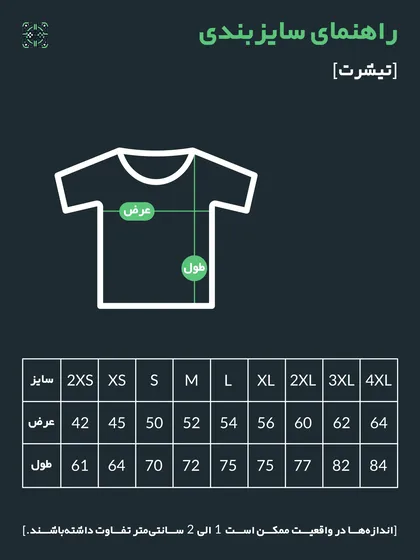 راهنمای سایزبندی
[تیشرت]
عرض
طول
سایز 2XS XS S M L XL 2XL 3XL 4XL
عرض 42 45 50 52 54 56 60 62 64
طول 61 64 70 72 75 75 77 82 84
[اندازه‌ها در واقعیت ممکن است 1 الی 2 سانتی‌متر تفاوت داشته‌باشند.]